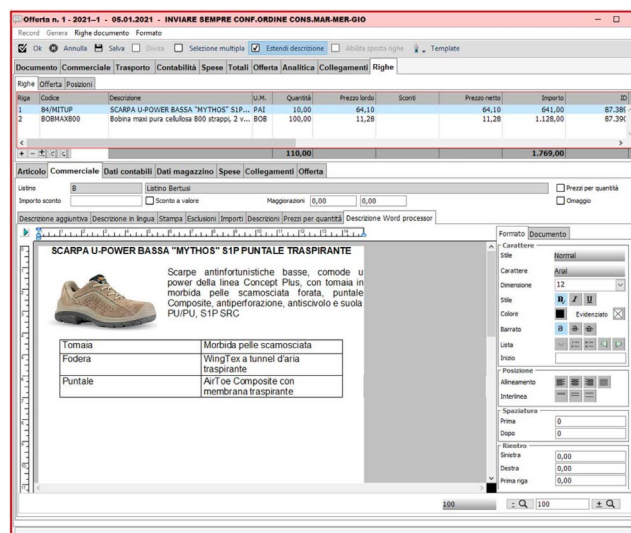 Offerta n. 1 - 2021--1 - 05.01.2021 - INVIARE SEMPRE CONF.ORDINE CONS.MAR-MER-GIO
Record Genera Righe documento Formato
Ok Annulla Salva Divisa Selezione multipla Estendi descrizione Abilita sposta righe Template
Documento Commerciale Trasporto Contabilità Spese Totali Offerta Analitica Collegamenti Righe
Righe Offerta Posizioni
Riga Codice Descrizione U.M. Quantità Prezzo lordo Sconti Prezzo netto Importo ID
1 84/MITUP SCARPA U-POWER BASSA "MYTHOS" S1P... PAI 10,00 64,10 64,10 641,00 87.389
2 BOBMAX800 Bobina maxi pura cellulosa 800 strappi, 2 v... BOB 100,00 11,28 11,28 1.128,00 87.390
110,00 1.769,00
Articolo Commerciale Dati contabili Dati magazzino Spese Collegamenti Offerta
Listino B Listino Bertusi Prezzi per quantità
Importo sconto Sconto a valore Maggiorazioni 0,00 0,00 Omaggio
Descrizione aggiuntiva Descrizione in lingua Stampa Esclusioni Importi Descrizioni Prezzi per quantità Descrizione Word processor
SCARPA U-POWER BASSA "MYTHOS" S1P PUNTALE TRASPIRANTE
Scarpe antinfortunistiche basse, comode u
power della linea Concept Plus, con tomaia in
morbida pelle scamosciata forata, puntale
Composite, antiperforazione, antiscivolo e suola
PU/PU, S1P SRC
Tomaia Morbida pelle scamosciata
Fodera WingTex a tunnel d'aria
traspirante
Puntale AirToe Composite con
membrana traspirante
Formato Documento
Carattere
Stile Normal
Carattere Arial
Dimensione 12
Stile B I U
Colore Evidenziato
Barrato a a a
Lista
Inizio
Posizione
Allineamento
Interlinea
Spaziatura
Prima 0
Dopo 0
Rientro
Sinistra 0,00
Destra 0,00
Prima riga 0,00
100 - 100 +